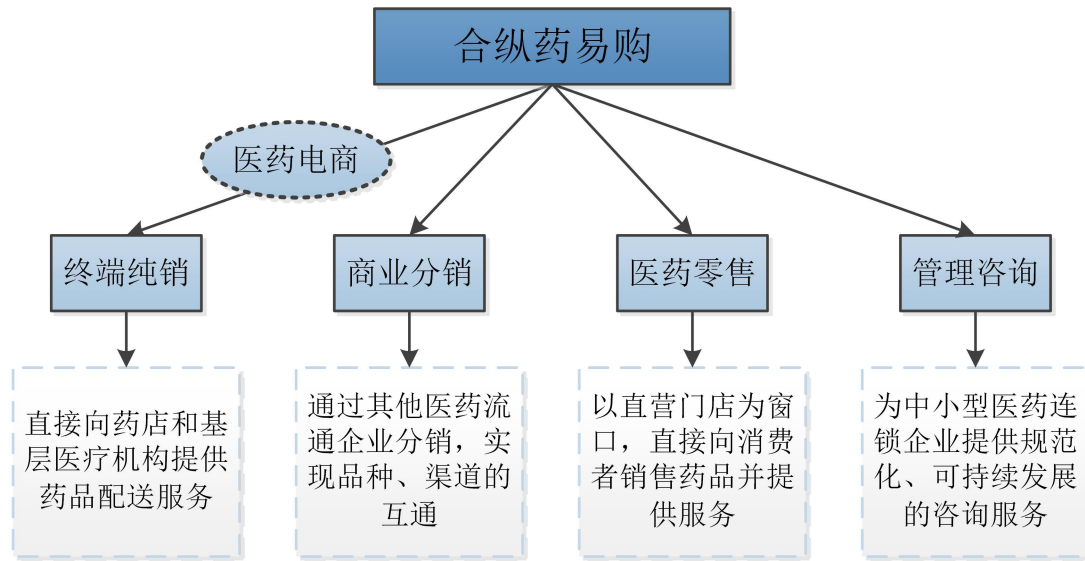 合纵药易购
医药电商
终端纯销
商业分销
医药零售
管理咨询
直接向药店和基
层医疗机构提供
药品配送服务
通过其他医药流
通企业分销，实
现品种、渠道的
互通
以直营门店为窗
口，直接向消费
者销售药品并提
供服务
为中小型医药连
锁企业提供规范
化、可持续发展
的咨询服务